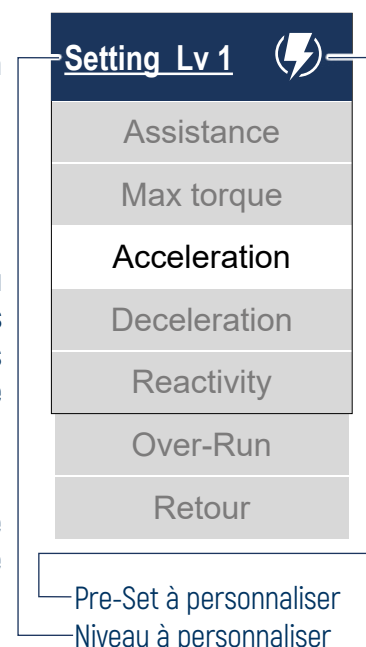 Setting Lv 1
Assistance
Max torque
Acceleration
Deceleration
Reactivity
Over-Run
Retour
Pre-Set à personnaliser
Niveau à personnaliser